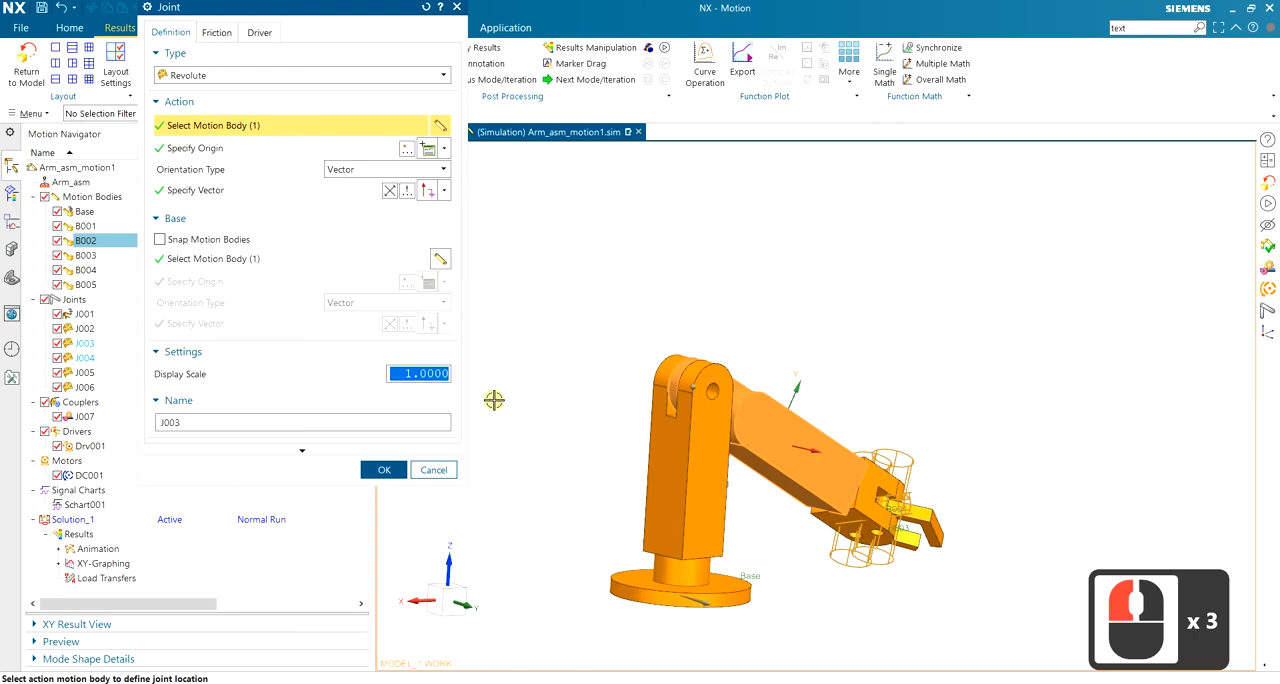 NX
Joint
NX - Motion
SIEMENS
File
Home
Results
Application
text
Definition
Friction
Driver
Return
to Model
Layout
Settings
Layout
Type
Revolute
y Results
nnotation
us Mode/Iteration
Results Manipulation
Marker Drag
Next Mode/Iteration
Post Processing
Curve
Operation
Export
More
Function Plot
Single
Math
Synchronize
Multiple Math
Overall Math
Function Math
Menu
No Selection Filter
Action
Select Motion Body (1)
Specify Origin
Orientation Type
Vector
Specify Vector
Base
Snap Motion Bodies
Select Motion Body (1)
Specify Origin
Orientation Type
Vector
Specify Vector
Settings
Display Scale
1.0000
Name
J003
OK
Cancel
Motion Navigator
Name
Arm_asm_motion1
Arm_asm
Motion Bodies
Base
B001
B002
B003
B004
B005
Joints
J001
J002
J003
J004
J005
J006
Couplers
J007
Drivers
Drv001
Motors
DC001
Signal Charts
Schart001
Solution_1
Active
Normal Run
Results
Animation
XY-Graphing
Load Transfers
XY Result View
Preview
Mode Shape Details
(Simulation) Arm_asm_motion1.sim
Y
Base
Z
X
Y
MODEL_1 WORK
x 3
Select action motion body to define joint location